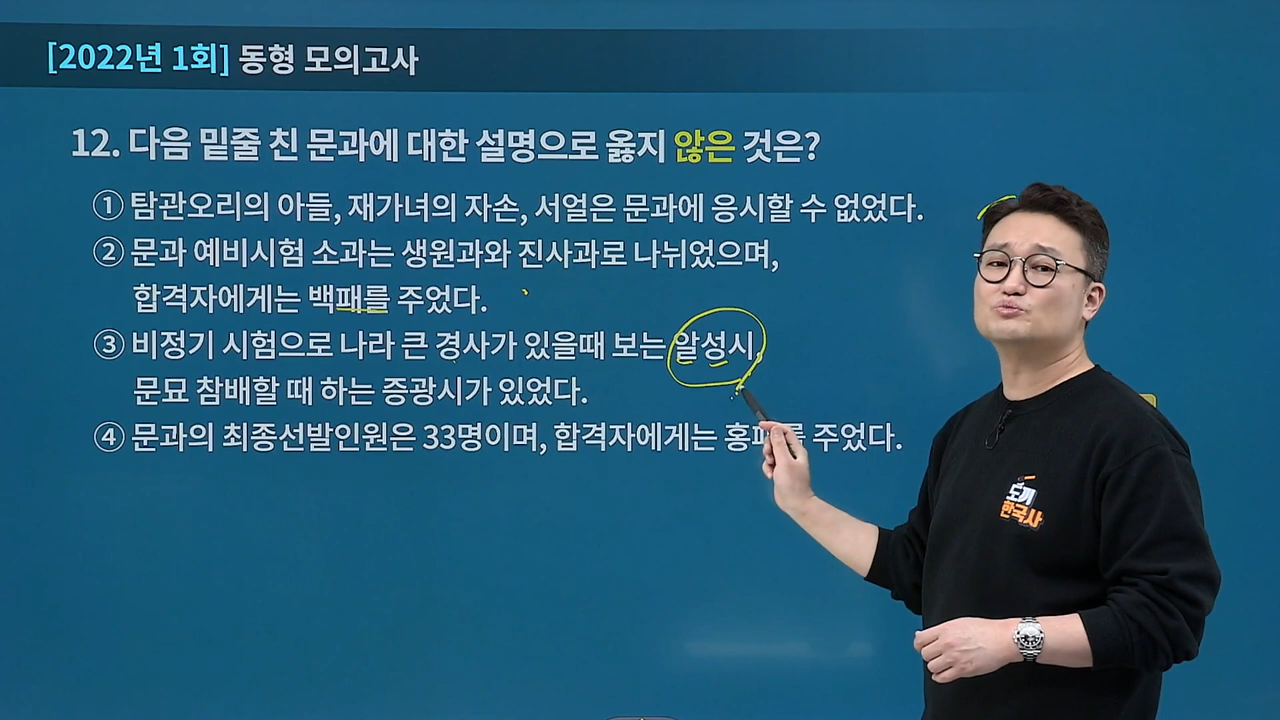 [2022년 1회] 동형 모의고사
12. 다음 밑줄 친 문과에 대한 설명으로 옳지 않은 것은?
① 탐관오리의 아들, 재가녀의 자손, 서얼은 문과에 응시할 수 없었다.
② 문과 예비시험 소과는 생원과와 진사과로 나뉘었으며,
합격자에게는 백패를 주었다.
③ 비정기 시험으로 나라 큰 경사가 있을때 보는 알성시,
문묘 참배할 때 하는 증광시가 있었다.
④ 문과의 최종선발인원은 33명이며, 합격자에게는 홍패를 주었다.
도끼
한국사